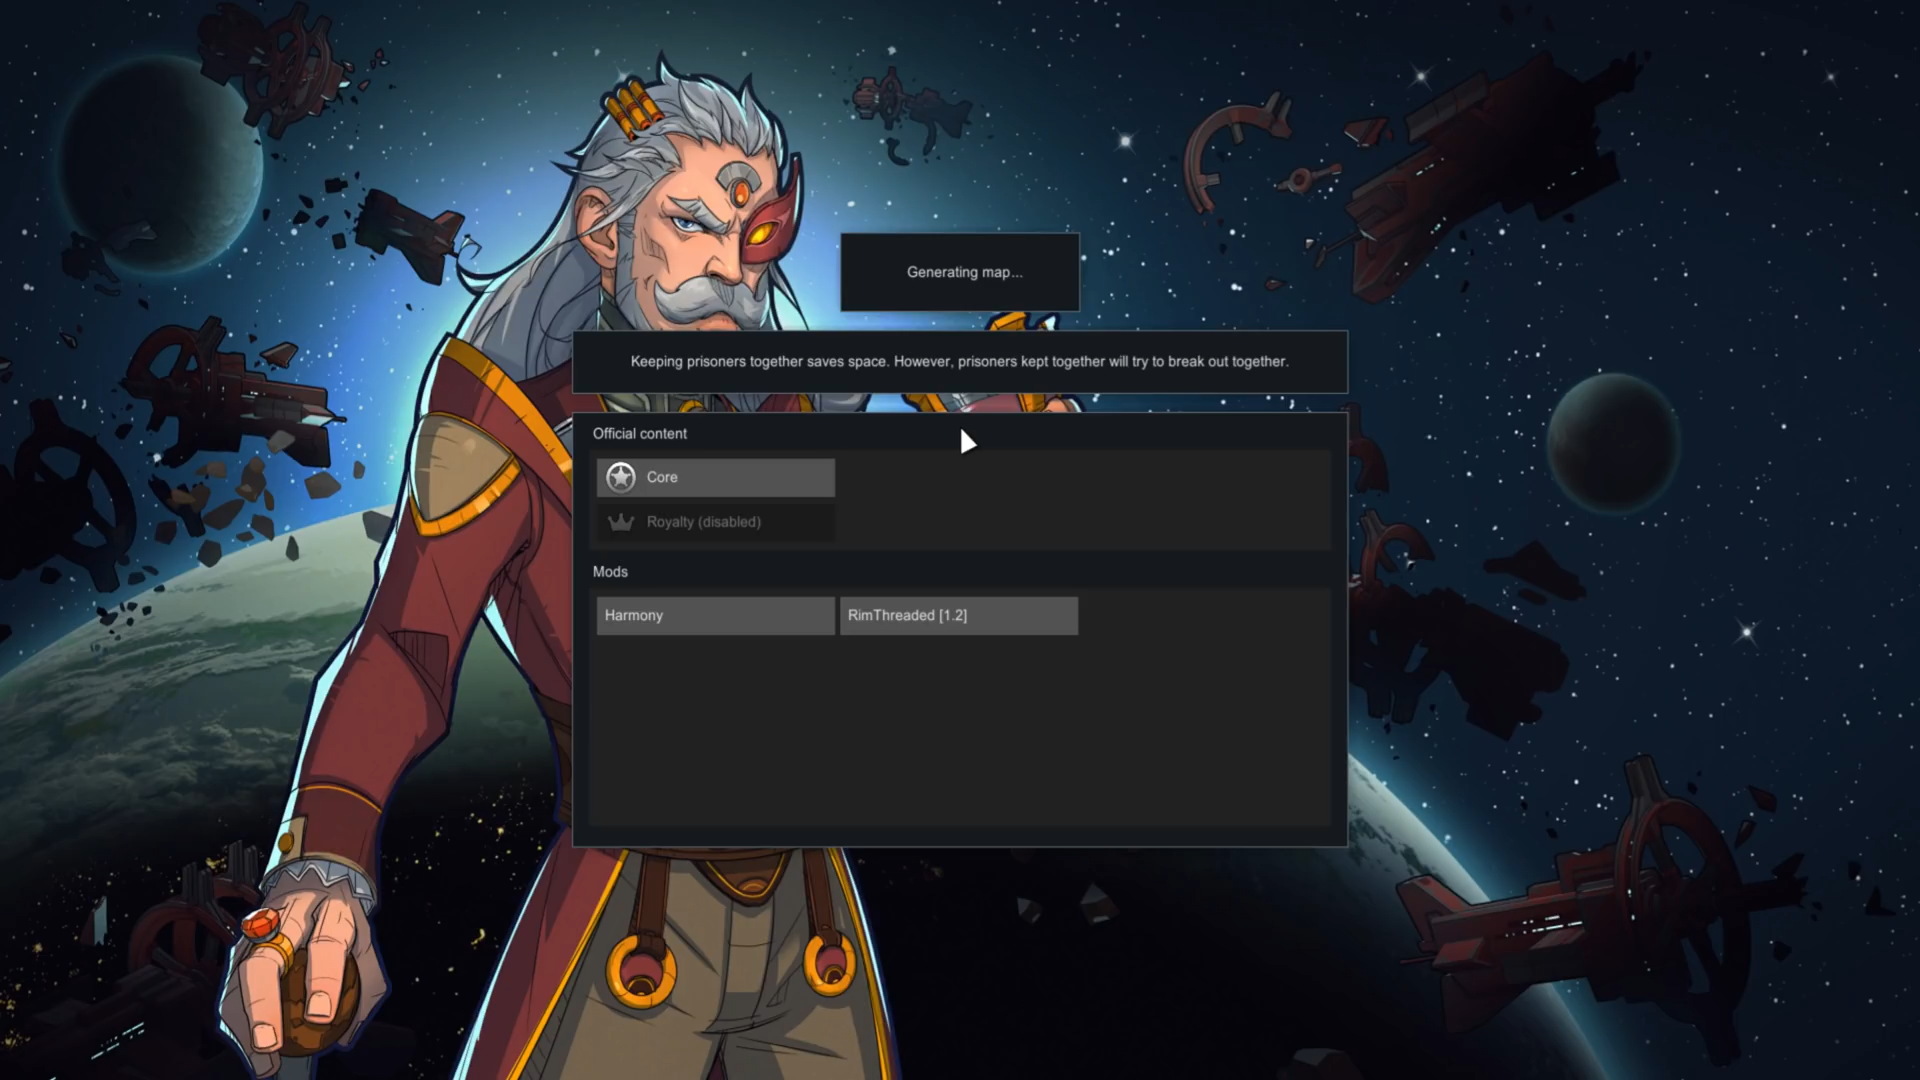 Generating map...
Keeping prisoners together saves space. However, prisoners kept together will try to break out together.
Official content
Core
Royalty (disabled)
Mods
Harmony
RimThreaded [1.2]